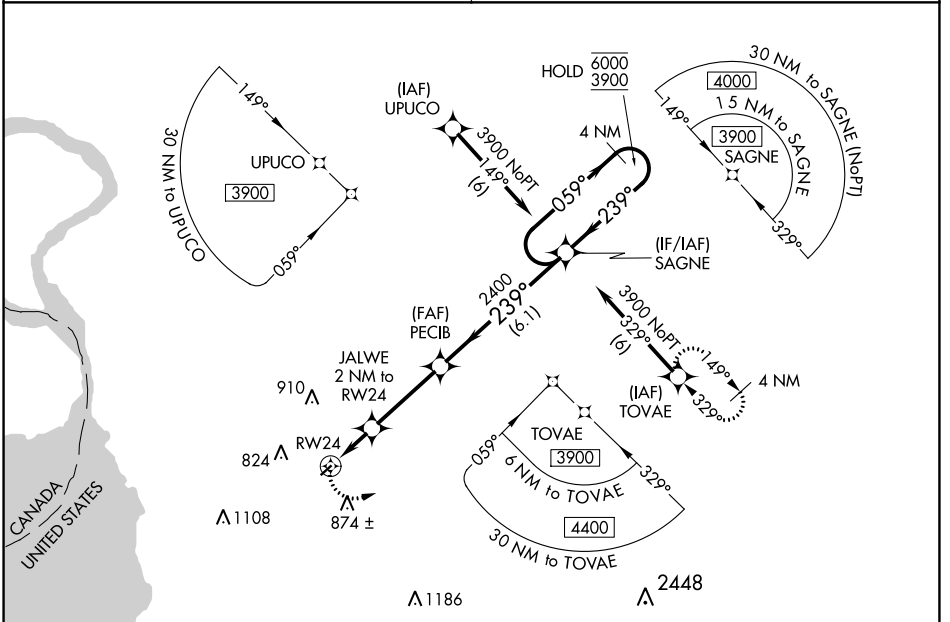 149°
UPUCO
30 NM to UPUCO
3900
059°
(IAF)
UPUCO
3900 NoPT
149°
(6)
HOLD
6000
3900
4 NM
059°
239°
30 NM to SAGNE (NoPT)
4000
15 NM to SAGNE
149°
3900
SAGNE
329°
(IF/IAF)
SAGNE
2400
239°
(6.1)
(FAF)
PECIB
JALWE
2 NM to
RW24
910
824
RW24
1108
874 ±
3900 NoPT
329°
(6)
149°
4 NM
329°
(IAF)
TOVAE
TOVAE
3900
059°
329°
6 NM to TOVAE
4400
30 NM to TOVAE
CANADA
UNITED STATES
1186
2448